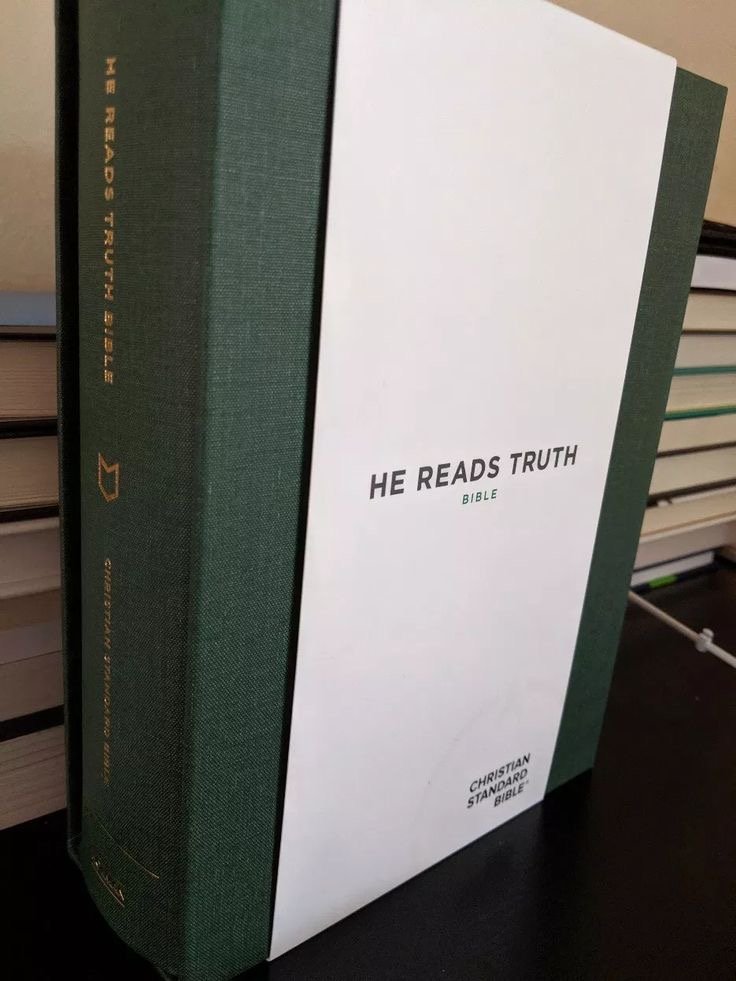 HE READS TRUTH BIBLE
CHRISTIAN STANDARD BIBLE
HE READS TRUTH
BIBLE
CHRISTIAN
STANDARD
BIBLE